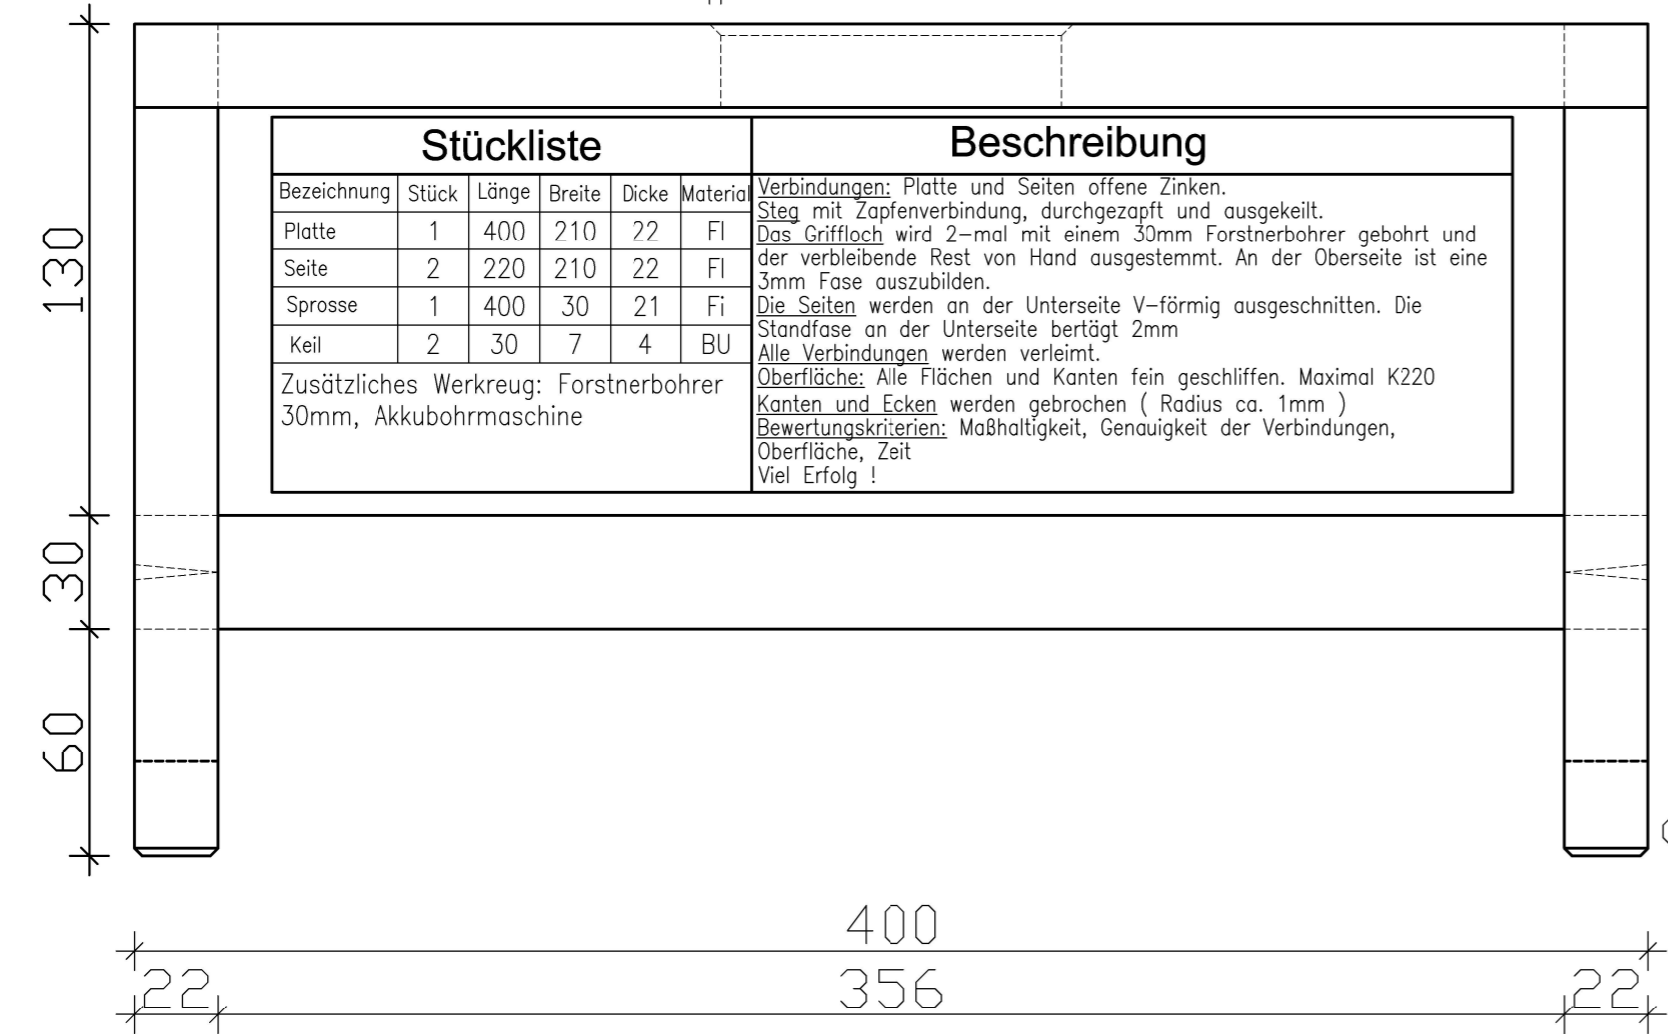 130
30
60
Stückliste
Bezeichnung Stück Länge Breite Dicke Material
Platte 1 400 210 22 FI
Seite 2 220 210 22 FI
Sprosse 1 400 30 21 Fi
Keil 2 30 7 4 BU
Zusätzliches Werkreug: Forstnerbohrer
30mm, Akkubohrmaschine
Beschreibung
Verbindungen: Platte und Seiten offene Zinken.
Steg mit Zapfenverbindung, durchgezapft und ausgekeilt.
Das Griffloch wird 2-mal mit einem 30mm Forstnerbohrer gebohrt und
der verbleibende Rest von Hand ausgestemmt. An der Oberseite ist eine
3mm Fase auszubilden.
Die Seiten werden an der Unterseite V-förmig ausgeschnitten. Die
Standfase an der Unterseite bertägt 2mm
Alle Verbindungen werden verleimt.
Oberfläche: Alle Flächen und Kanten fein geschliffen. Maximal K220
Kanten und Ecken werden gebrochen ( Radius ca. 1mm )
Bewertungskriterien: Maßhaltigkeit, Genauigkeit der Verbindungen,
Oberfläche, Zeit
Viel Erfolg !
400
22 356 22